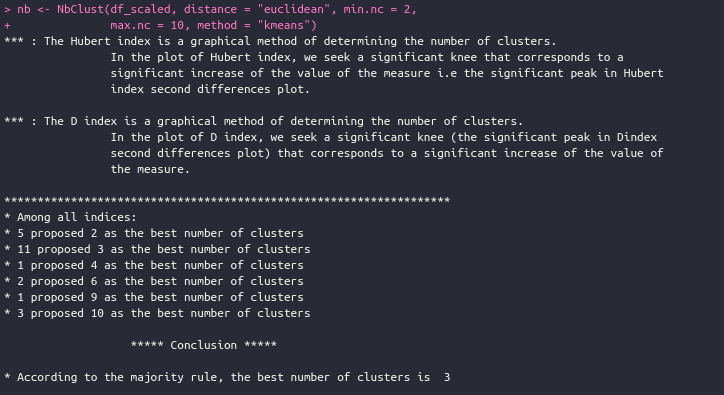 > nb <- NbClust(df_scaled, distance = "euclidean", min.nc = 2,
+               max.nc = 10, method = "kmeans")
*** : The Hubert index is a graphical method of determining the number of clusters.
                In the plot of Hubert index, we seek a significant knee that corresponds to a
                significant increase of the value of the measure i.e the significant peak in Hubert
                index second differences plot.
*** : The D index is a graphical method of determining the number of clusters.
                In the plot of D index, we seek a significant knee (the significant peak in Dindex
                second differences plot) that corresponds to a significant increase of the value of
                the measure.
*******************************************************************
* Among all indices:
* 5 proposed 2 as the best number of clusters
* 11 proposed 3 as the best number of clusters
* 1 proposed 4 as the best number of clusters
* 2 proposed 6 as the best number of clusters
* 1 proposed 9 as the best number of clusters
* 3 proposed 10 as the best number of clusters
                   ***** Conclusion *****
* According to the majority rule, the best number of clusters is  3